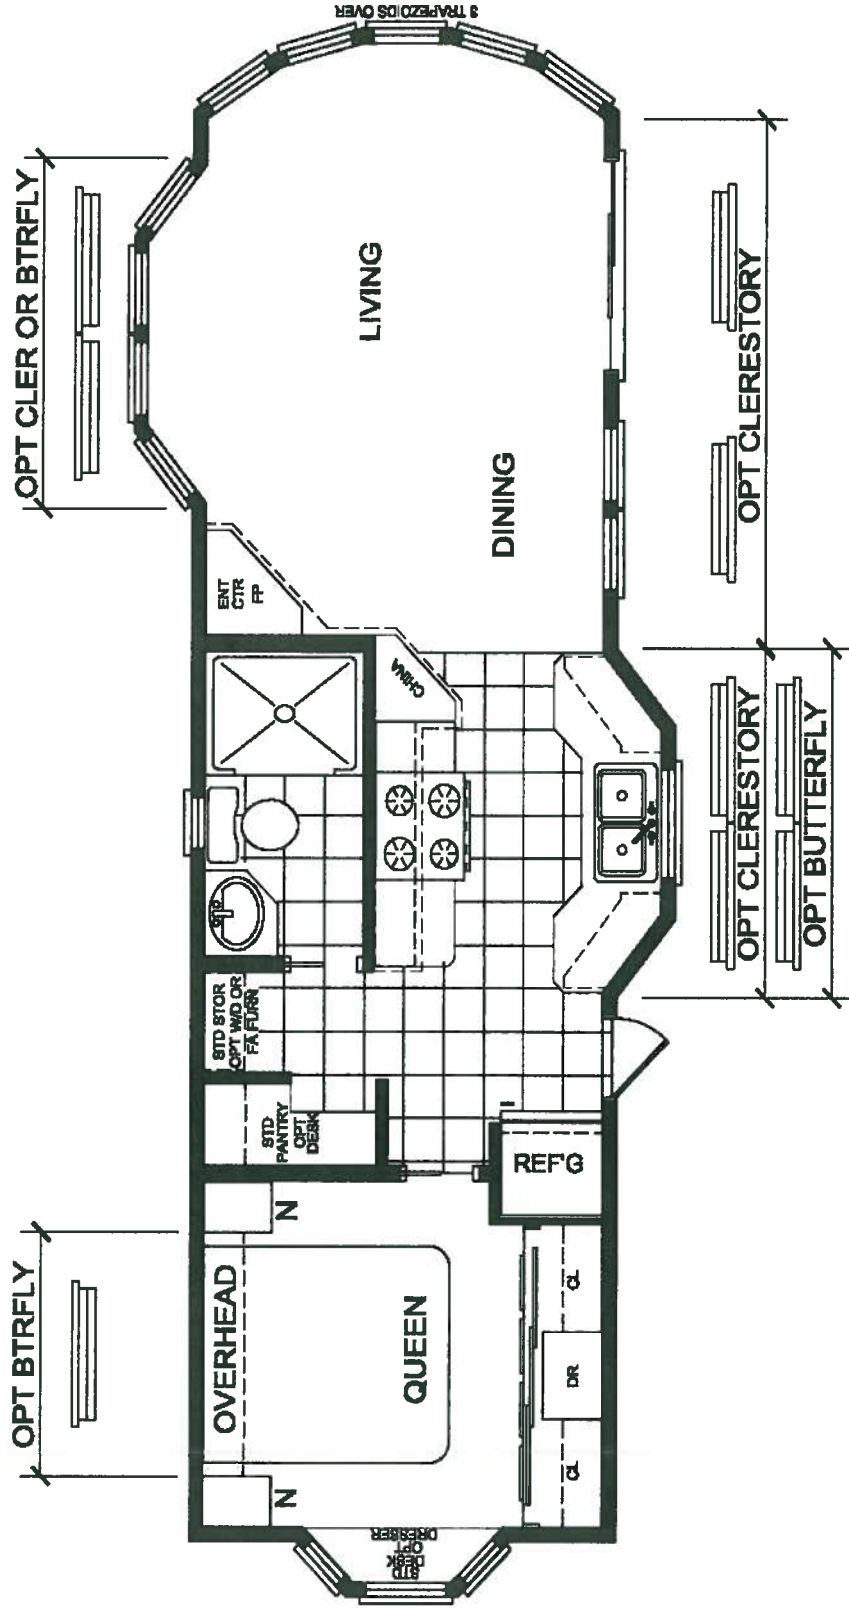 3 TRAPEZOIDS OVER
OPT CLER OR BTRFLY
LIVING
DINING
OPT CLERESTORY
ENT
CTR
FP
CHINA
OPT CLERESTORY
OPT BUTTERFLY
STD STOR
OPT W/D OR
FA FURN
STD
PANTRY
OPT
DESK
REF'G
N
OPT BTRFLY
OVERHEAD
QUEEN
CL
DR
CL
N
STD
DESK
OPT
DRESSER